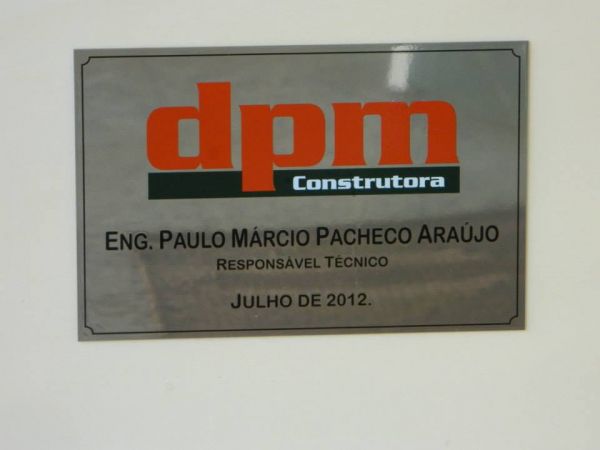 dpm
Construtora
ENG. PAULO MÁRCIO PACHECO ARAÚJO
RESPONSÁVEL TÉCNICO
JULHO DE 2012.